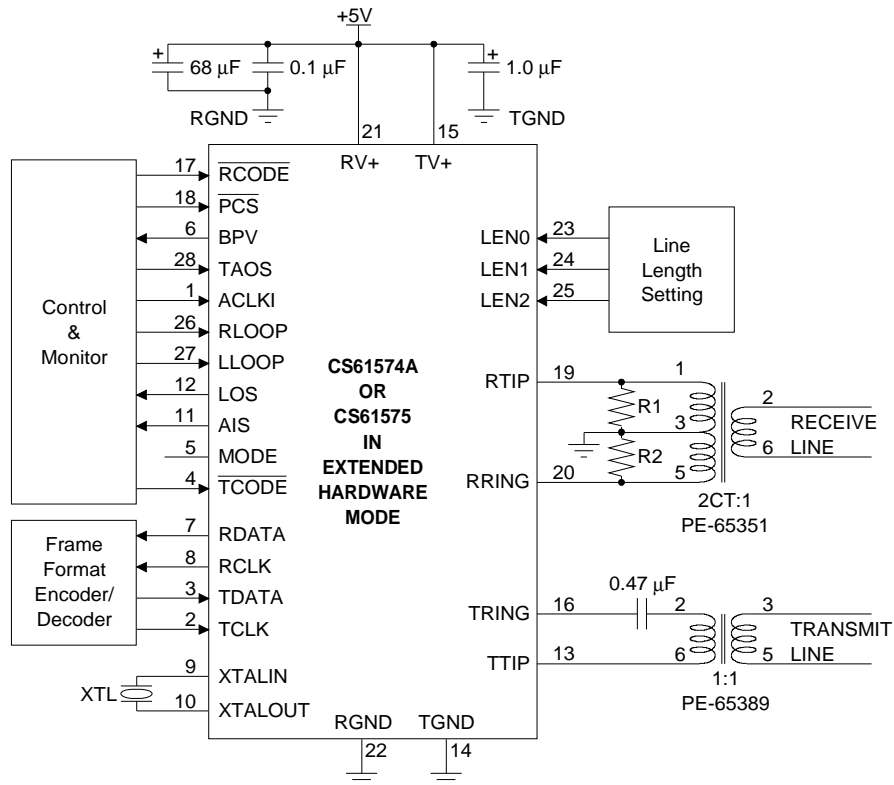 +5V
+
68 μF
0.1 μF
+
1.0 μF
RGND
TGND
21
15
RV+
TV+
Control
&
Monitor
17
RCODE
18
PCS
6
BPV
28
TAOS
1
ACLKI
26
RLOOP
27
LLOOP
12
LOS
11
AIS
5
MODE
4
TCODE
Frame
Format
Encoder/
Decoder
7
RDATA
8
RCLK
3
TDATA
2
TCLK
XTL
9
XTALIN
10
XTALOUT
CS61574A
OR
CS61575
IN
EXTENDED
HARDWARE
MODE
LEN0
23
LEN1
24
LEN2
25
Line
Length
Setting
RTIP
19
R1
R2
RRING
20
1
3
5
2
6
RECEIVE
LINE
2CT:1
PE-65351
TRING
16
0.47 μF
TTIP
13
2
6
3
5
TRANSMIT
LINE
1:1
PE-65389
RGND
TGND
22
14